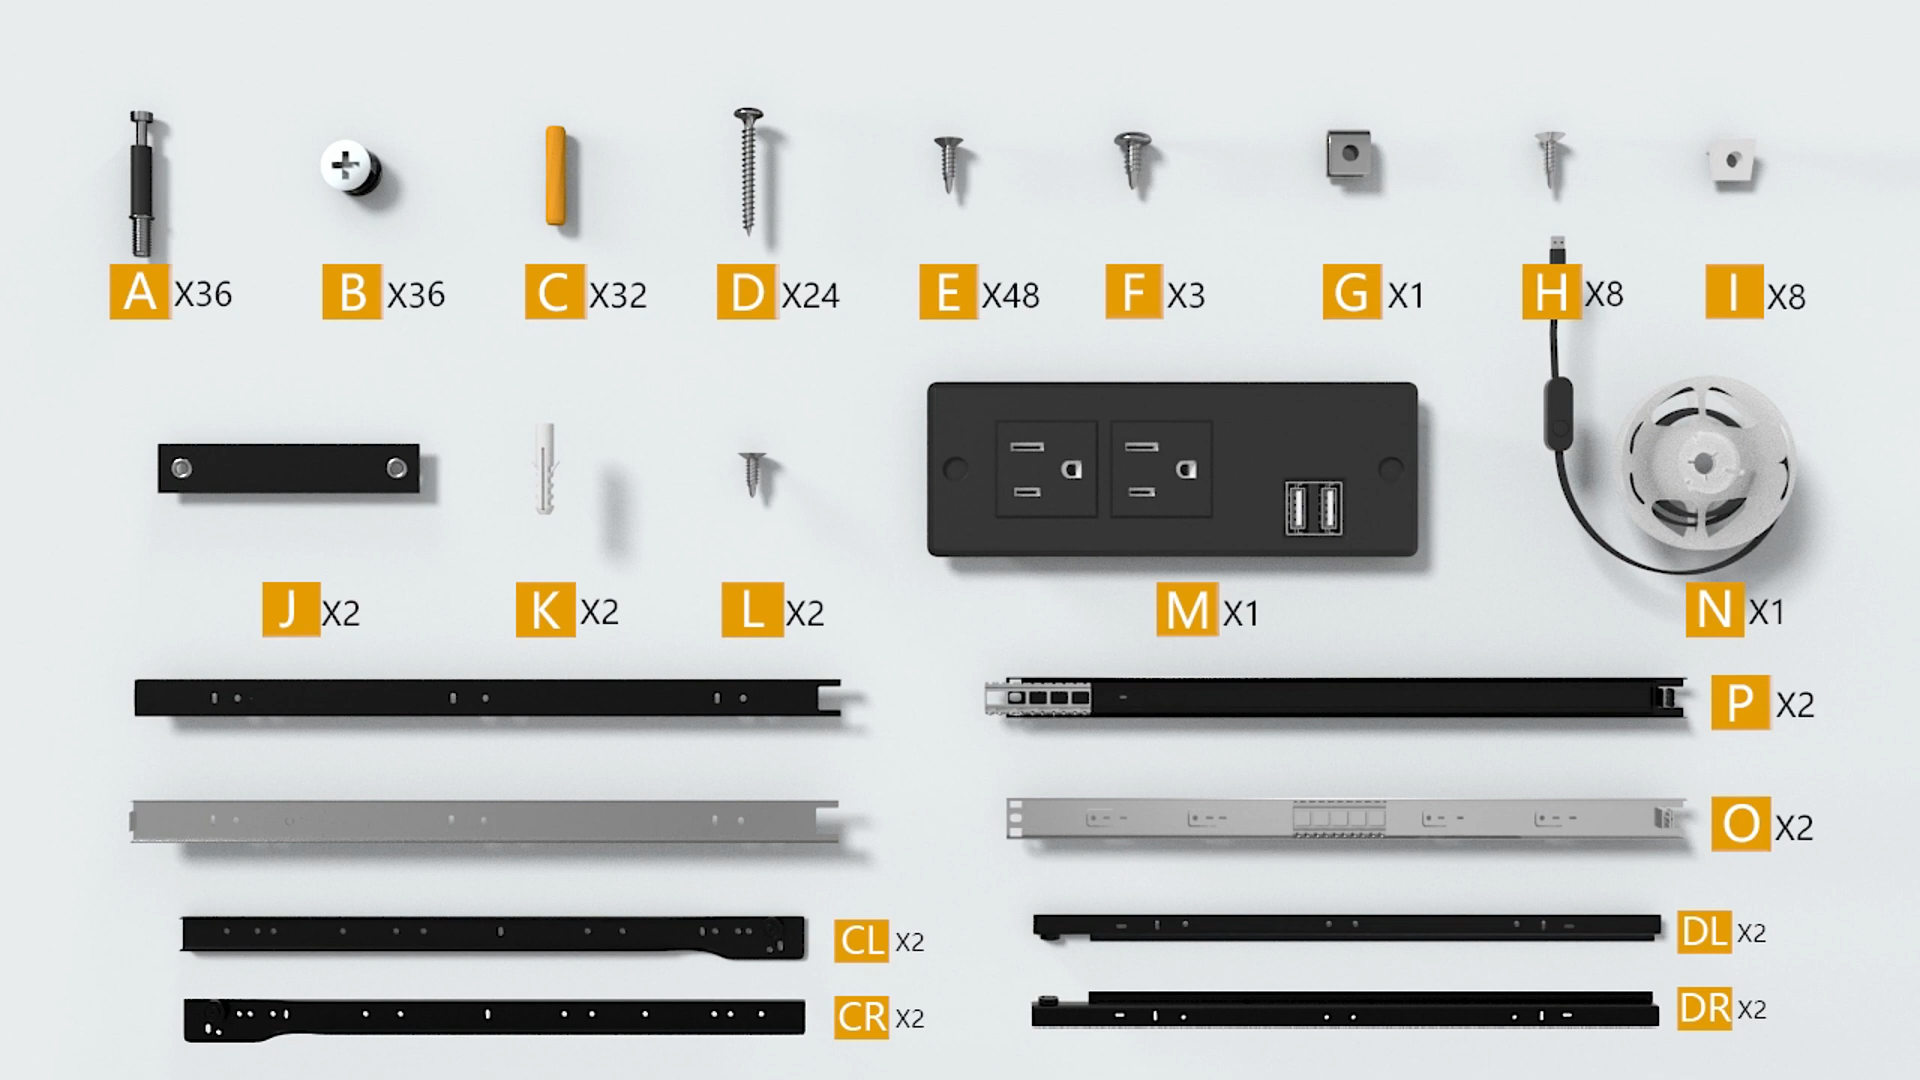 A X36
B X36
C X32
D X24
E X48
F X3
G X1
H X8
I X8
J X2
K X2
L X2
M X1
N X1
P X2
O X2
CL X2
DL X2
CR X2
DR X2